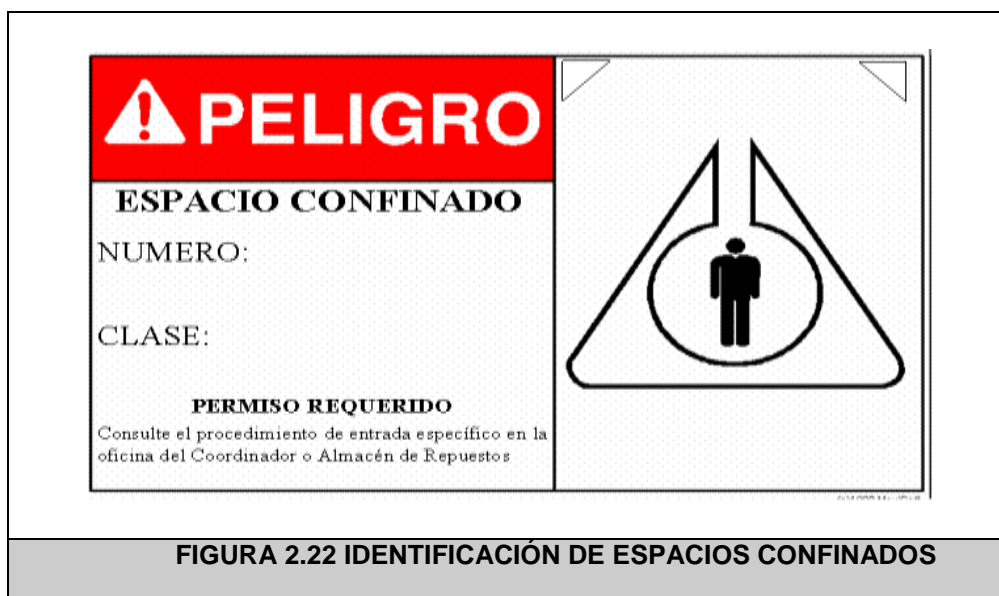 PELIGRO
ESPACIO CONFINADO
NUMERO:
CLASE:
PERMISO REQUERIDO
Consulte el procedimiento de entrada específico en la
oficina del Coordinador o Almacén de Repuestos
FIGURA 2.22 IDENTIFICACIÓN DE ESPACIOS CONFINADOS